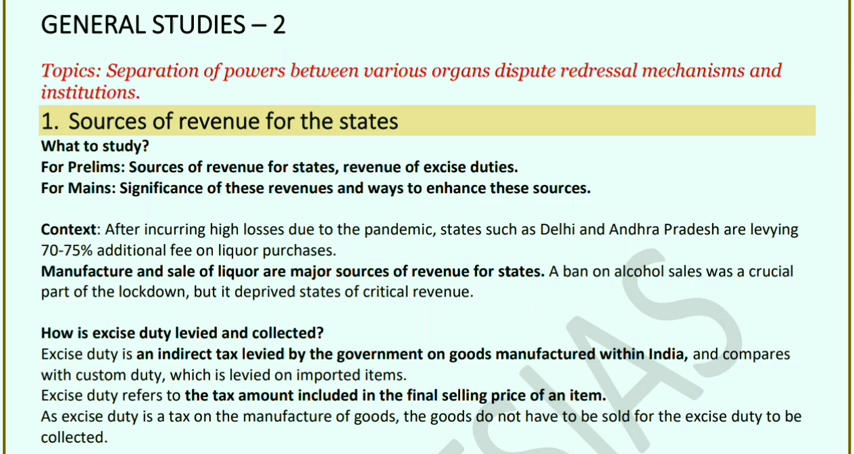 GENERAL STUDIES – 2
Topics: Separation of powers between various organs dispute redressal mechanisms and
institutions.
1. Sources of revenue for the states
What to study?
For Prelims: Sources of revenue for states, revenue of excise duties.
For Mains: Significance of these revenues and ways to enhance these sources.
Context: After incurring high losses due to the pandemic, states such as Delhi and Andhra Pradesh are levying
70-75% additional fee on liquor purchases.
Manufacture and sale of liquor are major sources of revenue for states. A ban on alcohol sales was a crucial
part of the lockdown, but it deprived states of critical revenue.
How is excise duty levied and collected?
Excise duty is an indirect tax levied by the government on goods manufactured within India, and compares
with custom duty, which is levied on imported items.
Excise duty refers to the tax amount included in the final selling price of an item.
As excise duty is a tax on the manufacture of goods, the goods do not have to be sold for the excise duty to be
collected.
SIAS